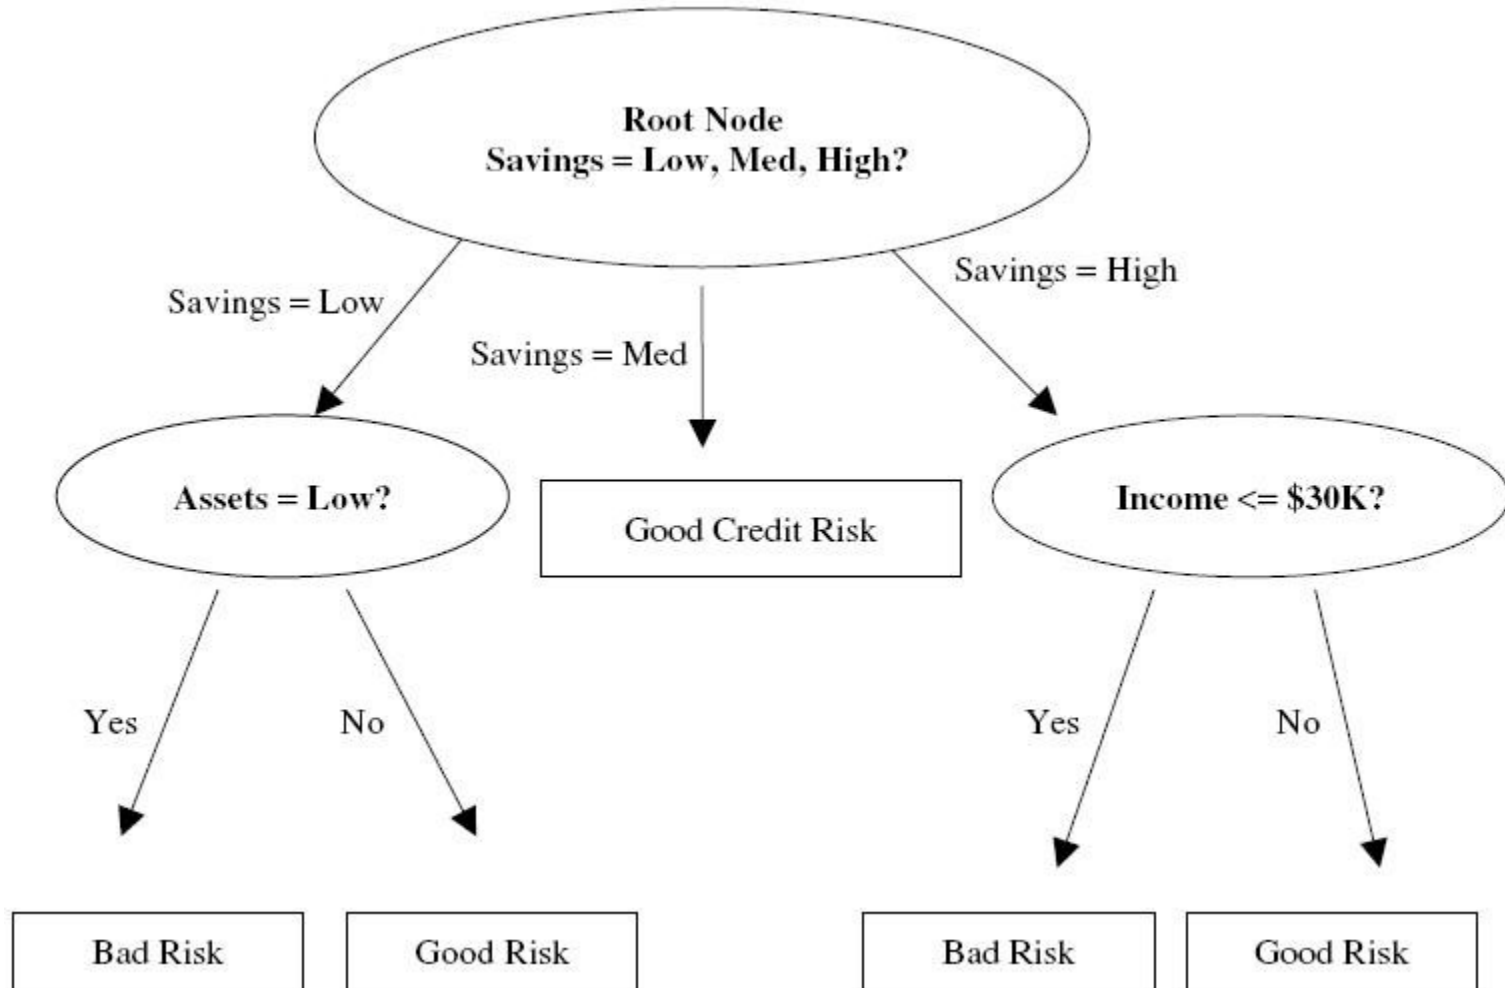 Root Node
Savings = Low, Med, High?
Savings = High
Savings = Low
Savings = Med
Assets = Low?
Good Credit Risk
Income <= $30K?
Yes
No
Yes
No
Bad Risk
Good Risk
Bad Risk
Good Risk